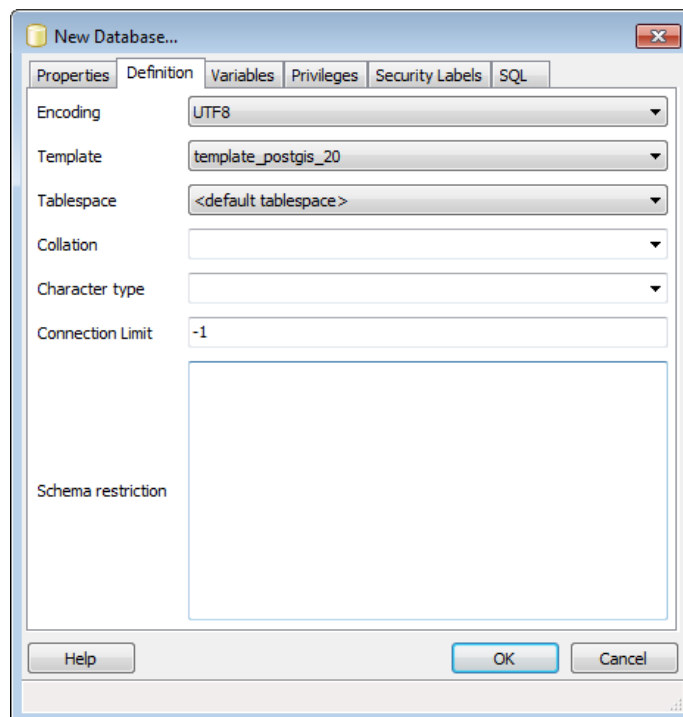 New Database...
Properties Definition Variables Privileges Security Labels SQL
Encoding UTF8
Template template_postgis_20
Tablespace <default tablespace>
Collation
Character type
Connection Limit -1
Schema restriction
Help OK Cancel